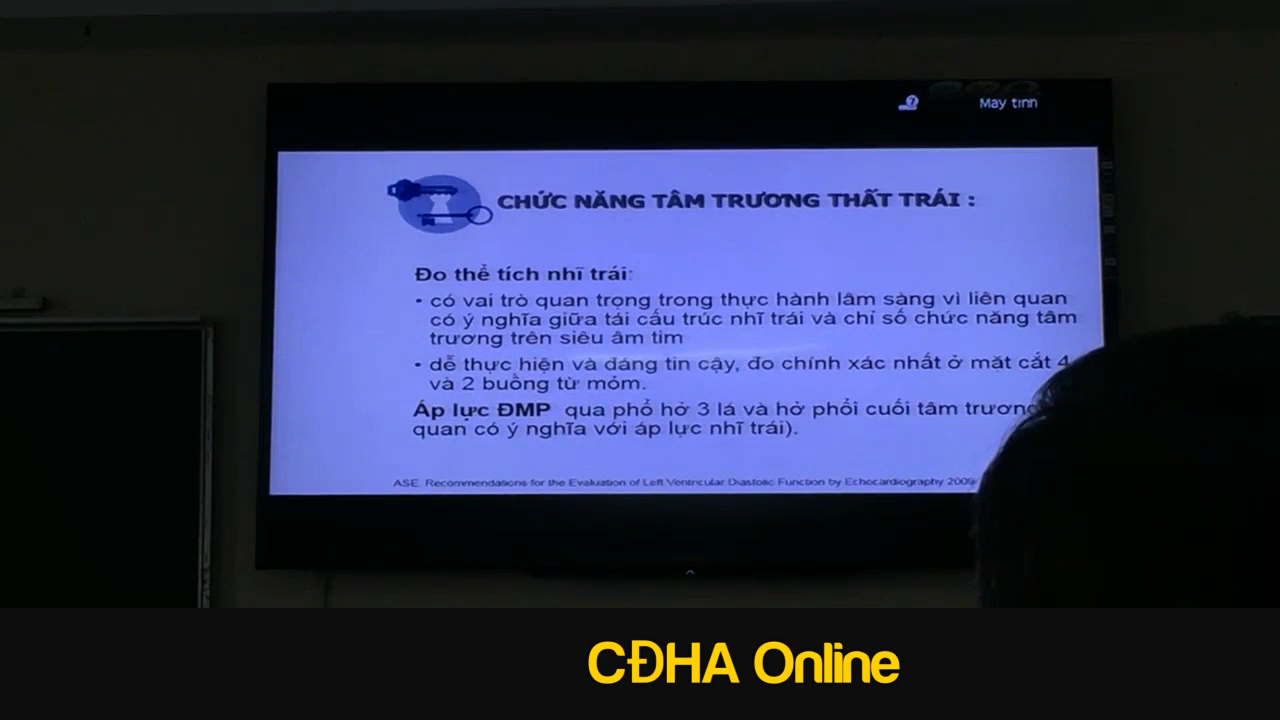 May tinh
CHỨC NĂNG TÂM TRƯƠNG THẤT TRÁI :
Đo thể tích nhĩ trái:
• có vai trò quan trọng trong thực hành lâm sàng vì liên quan
có ý nghĩa giữa tái cấu trúc nhĩ trái và chỉ số chức năng tâm
trương trên siêu âm tim
• dễ thực hiện và đáng tin cậy, đo chính xác nhất ở mặt cắt 4
và 2 buồng từ mỏm.
Áp lực ĐMP qua phổ hở 3 lá và hở phổi cuối tâm trương
quan có ý nghĩa với áp lực nhĩ trái).
ASE. Recommendations for the Evaluation of Left Ventricular Diastolic Function by Echocardiography 2009
CĐHA Online